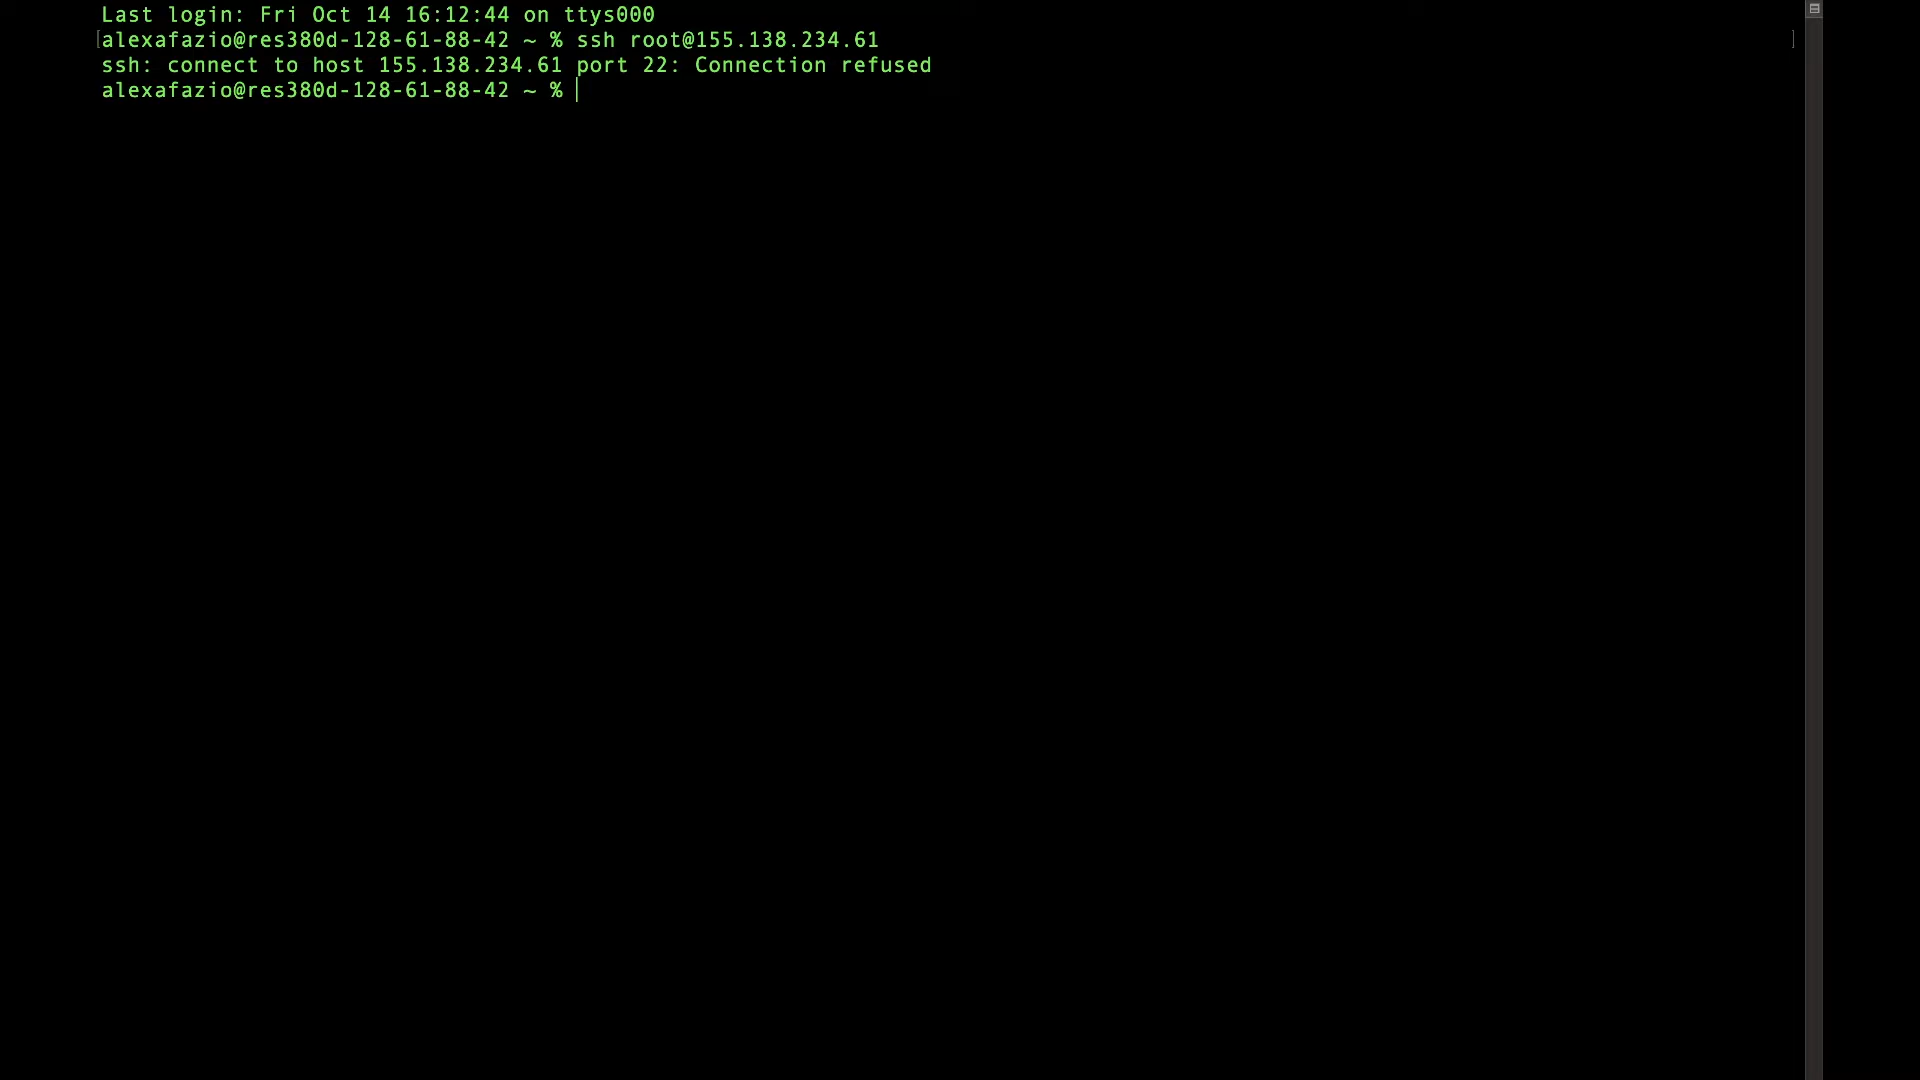 Last login: Fri Oct 14 16:12:44 on ttys000
[alexafazio@res380d-128-61-88-42 ~ % ssh root@155.138.234.61 ]
ssh: connect to host 155.138.234.61 port 22: Connection refused
alexafazio@res380d-128-61-88-42 ~ %